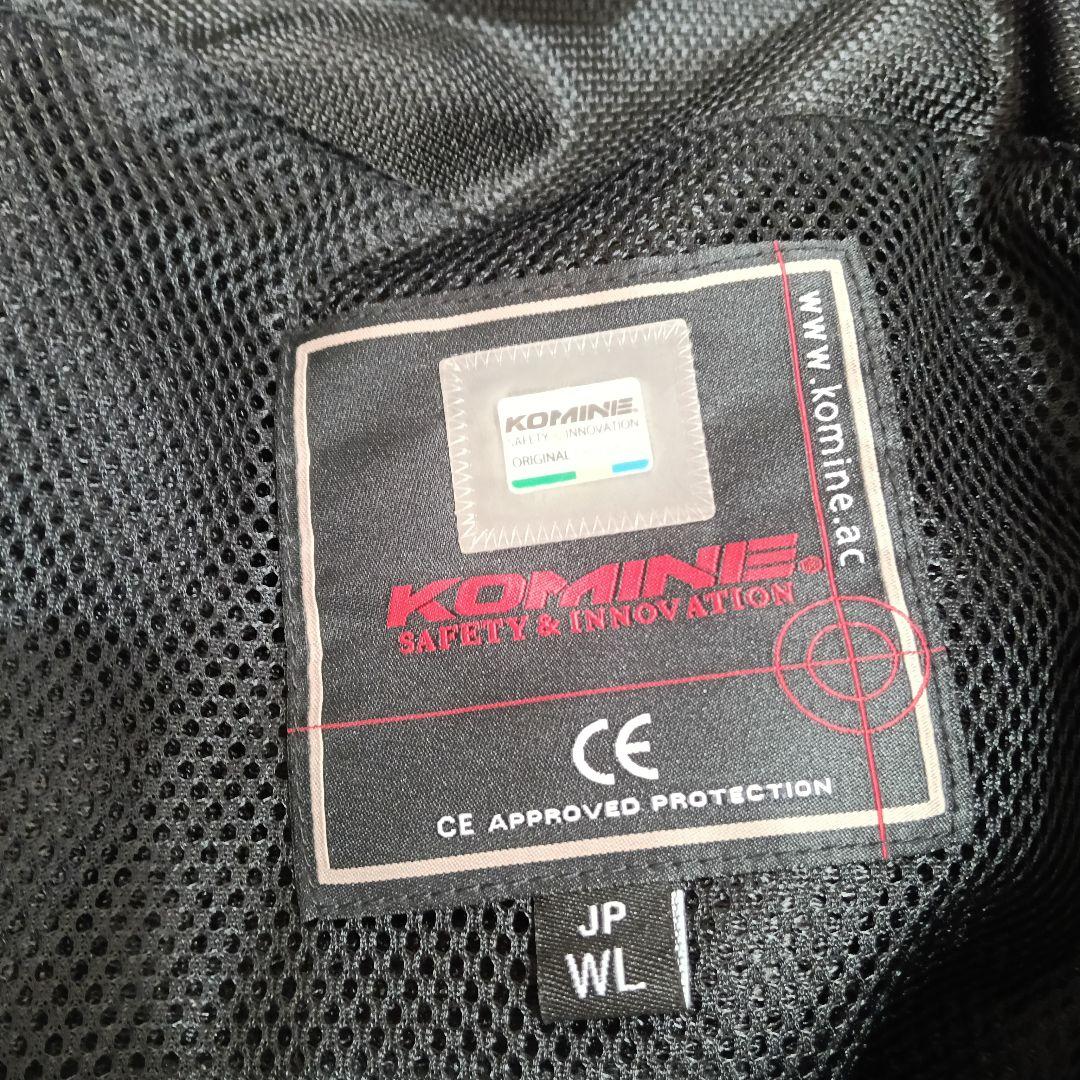 KOMINE®
SAFETY & INNOVATION
ORIGINAL
KOMINE®
SAFETY & INNOVATION
www.komine.ac
CE
CE APPROVED PROTECTION
JP
WL